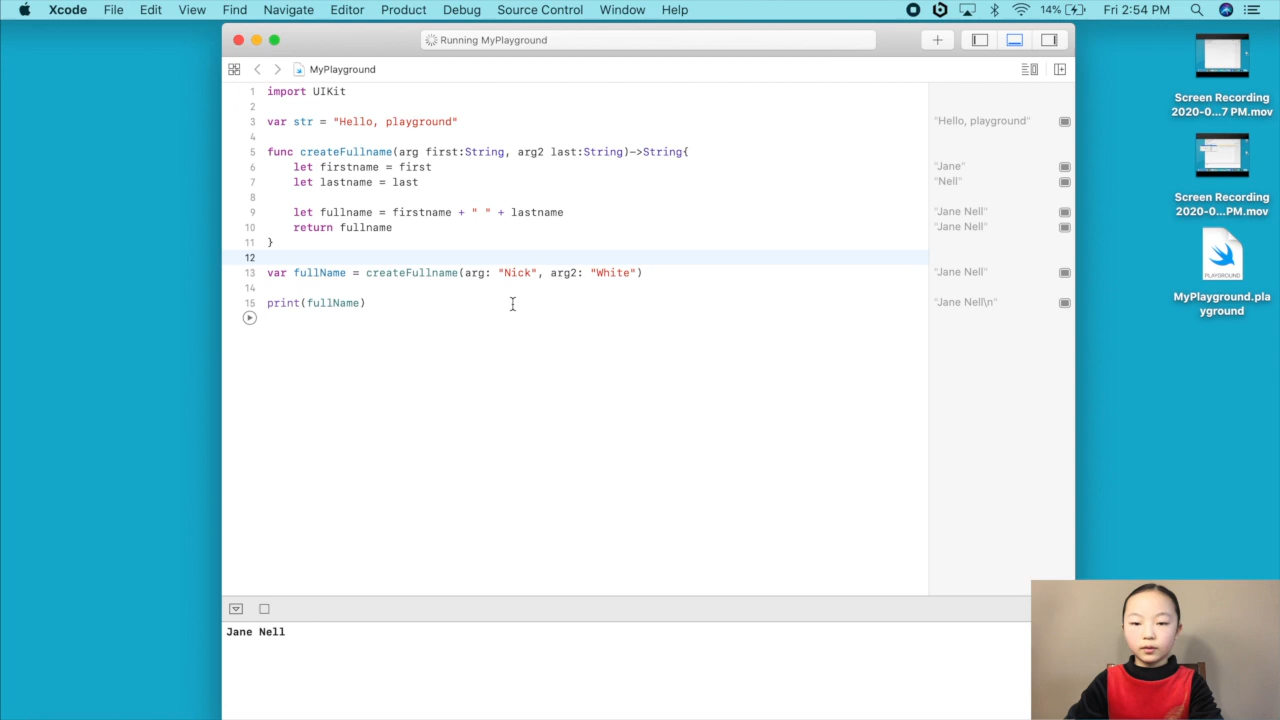 Xcode File Edit View Find Navigate Editor Product Debug Source Control Window Help 14% Fri 2:54 PM
Running MyPlayground
MyPlayground
1 import UIKit
2
3 var str = "Hello, playground" "Hello, playground"
4
5 func createFullname(arg first:String, arg2 last:String)->String{
6 let firstname = first "Jane"
7 let lastname = last "Nell"
8
9 let fullname = firstname + " " + lastname "Jane Nell"
10 return fullname "Jane Nell"
11 }
12
13 var fullName = createFullname(arg: "Nick", arg2: "White") "Jane Nell"
14
15 print(fullName) "Jane Nell\n"
Jane Nell
Screen Recording
2020-0...7 PM.mov
Screen Recording
2020-0...PM.mov
PLAYGROUND
MyPlayground.pla
yground